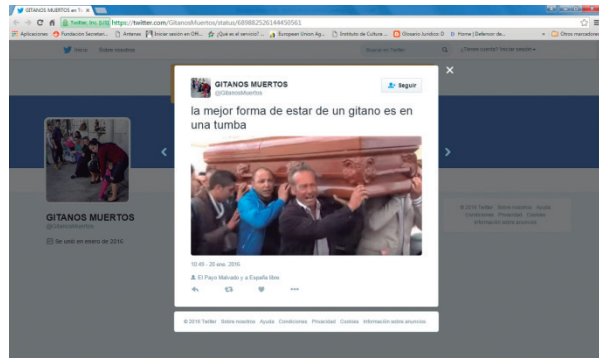 GITANOS MUERTOS en Tw
Twitter, Inc. [US] https://twitter.com/GitanosMuertos/status/689882526144450561
Aplicaciones Fundación Secretari... Antenas Iniciar sesión en Offi... ¿Qué es el servicio? ... European Union Ag... Instituto de Cultura ... Glosario Jurídico D Home | Defensor de... » Otros marcadores
Inicio Sobre nosotros Buscar en Twitter ¿Tienes cuenta? Iniciar sesión
GITANOS MUERTOS
@GitanosMuertos
Seguir
la mejor forma de estar de un gitano es en
una tumba
10:49 - 20 ene. 2016
El Payo Malvado y a España libre
© 2016 Twitter Sobre nosotros Ayuda Condiciones Privacidad Cookies Información sobre anuncios
GITANOS MUERTOS
@GitanosMuertos
Se unió en enero de 2016
© 2016 Twitter Sobre nosotros Ayuda
Condiciones Privacidad Cookies
Información sobre anuncios